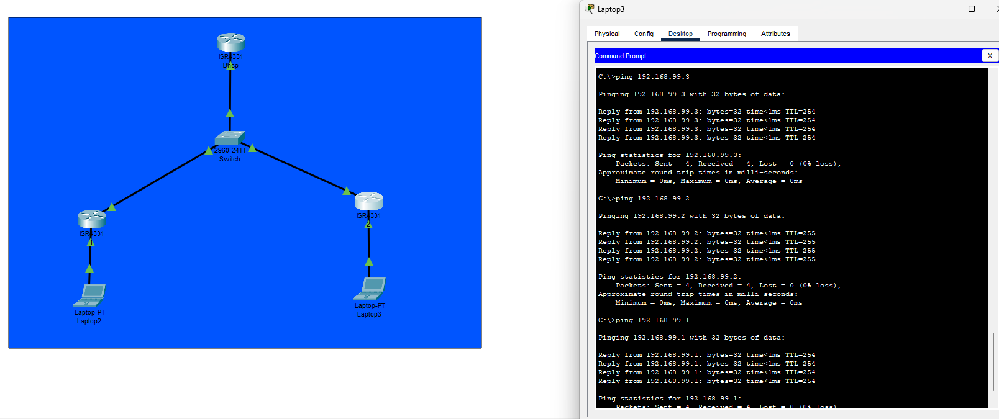 ISR4331
Dhcp
2960-24TT
Switch
ISR4331
ISR4331
2
Laptop-PT
Laptop2
Laptop-PT
Laptop3
Laptop3
Physical Config Desktop Programming Attributes
Command Prompt
X
C:\>ping 192.168.99.3
Pinging 192.168.99.3 with 32 bytes of data:
Reply from 192.168.99.3: bytes=32 time<1ms TTL=254
Reply from 192.168.99.3: bytes=32 time<1ms TTL=254
Reply from 192.168.99.3: bytes=32 time<1ms TTL=254
Reply from 192.168.99.3: bytes=32 time<1ms TTL=254
Ping statistics for 192.168.99.3:
Packets: Sent = 4, Received = 4, Lost = 0 (0% loss),
Approximate round trip times in milli-seconds:
Minimum = 0ms, Maximum = 0ms, Average = 0ms
C:\>ping 192.168.99.2
Pinging 192.168.99.2 with 32 bytes of data:
Reply from 192.168.99.2: bytes=32 time<1ms TTL=255
Reply from 192.168.99.2: bytes=32 time<1ms TTL=255
Reply from 192.168.99.2: bytes=32 time<1ms TTL=255
Reply from 192.168.99.2: bytes=32 time<1ms TTL=255
Ping statistics for 192.168.99.2:
Packets: Sent = 4, Received = 4, Lost = 0 (0% loss),
Approximate round trip times in milli-seconds:
Minimum = 0ms, Maximum = 0ms, Average = 0ms
C:\>ping 192.168.99.1
Pinging 192.168.99.1 with 32 bytes of data:
Reply from 192.168.99.1: bytes=32 time<1ms TTL=254
Reply from 192.168.99.1: bytes=32 time<1ms TTL=254
Reply from 192.168.99.1: bytes=32 time<1ms TTL=254
Reply from 192.168.99.1: bytes=32 time<1ms TTL=254
Ping statistics for 192.168.99.1:
Packets: Sent = 4, Received = 4, Lost = 0 (0% loss)